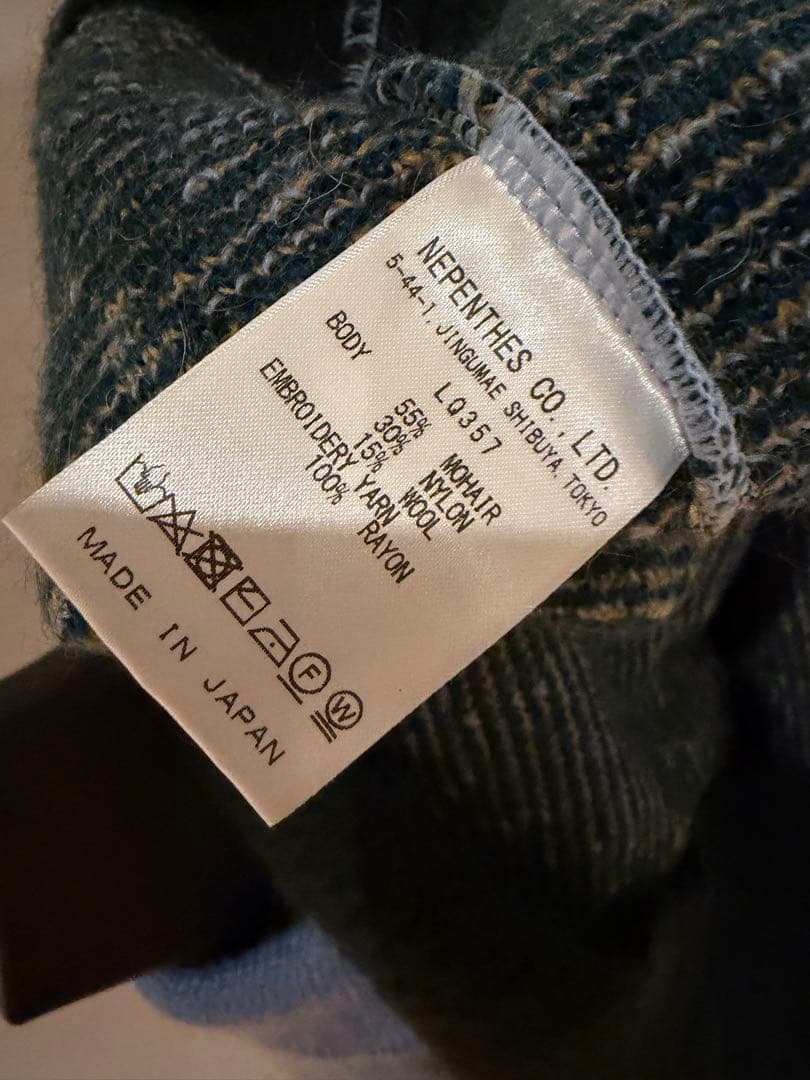 NEPENTHES CO., LTD.
5-44-1, JINGUMAE SHIBUYA, TOKYO
LQ357
BODY
55% MOHAIR
30% NYLON
15% WOOL
EMBROIDERY YARN
100% RAYON
F W
MADE IN JAPAN